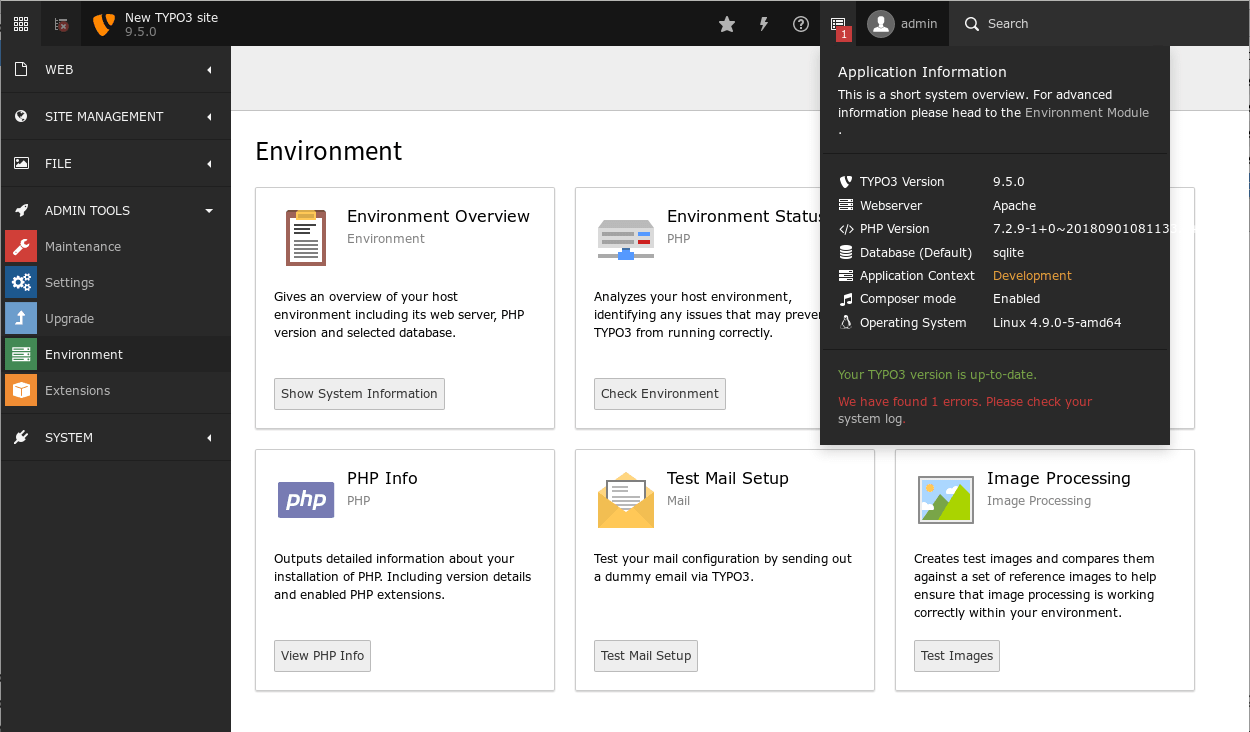 New TYPO3 site
9.5.0
1
admin
Search
WEB
SITE MANAGEMENT
FILE
ADMIN TOOLS
Maintenance
Settings
Upgrade
Environment
Extensions
SYSTEM
Application Information
This is a short system overview. For advanced
information please head to the Environment Module
.
TYPO3 Version 9.5.0
Webserver Apache
PHP Version 7.2.9-1+0~2018090108113
Database (Default) sqlite
Application Context Development
Composer mode Enabled
Operating System Linux 4.9.0-5-amd64
Your TYPO3 version is up-to-date.
We have found 1 errors. Please check your
system log.
Environment
Environment Overview
Environment
Gives an overview of your host
environment including its web server, PHP
version and selected database.
Show System Information
Environment Status
PHP
Analyzes your host environment,
identifying any issues that may preven
TYPO3 from running correctly.
Check Environment
PHP Info
PHP
php
Outputs detailed information about your
installation of PHP. Including version details
and enabled PHP extensions.
View PHP Info
Test Mail Setup
Mail
Test your mail configuration by sending out
a dummy email via TYPO3.
Test Mail Setup
Image Processing
Image Processing
Creates test images and compares them
against a set of reference images to help
ensure that image processing is working
correctly within your environment.
Test Images